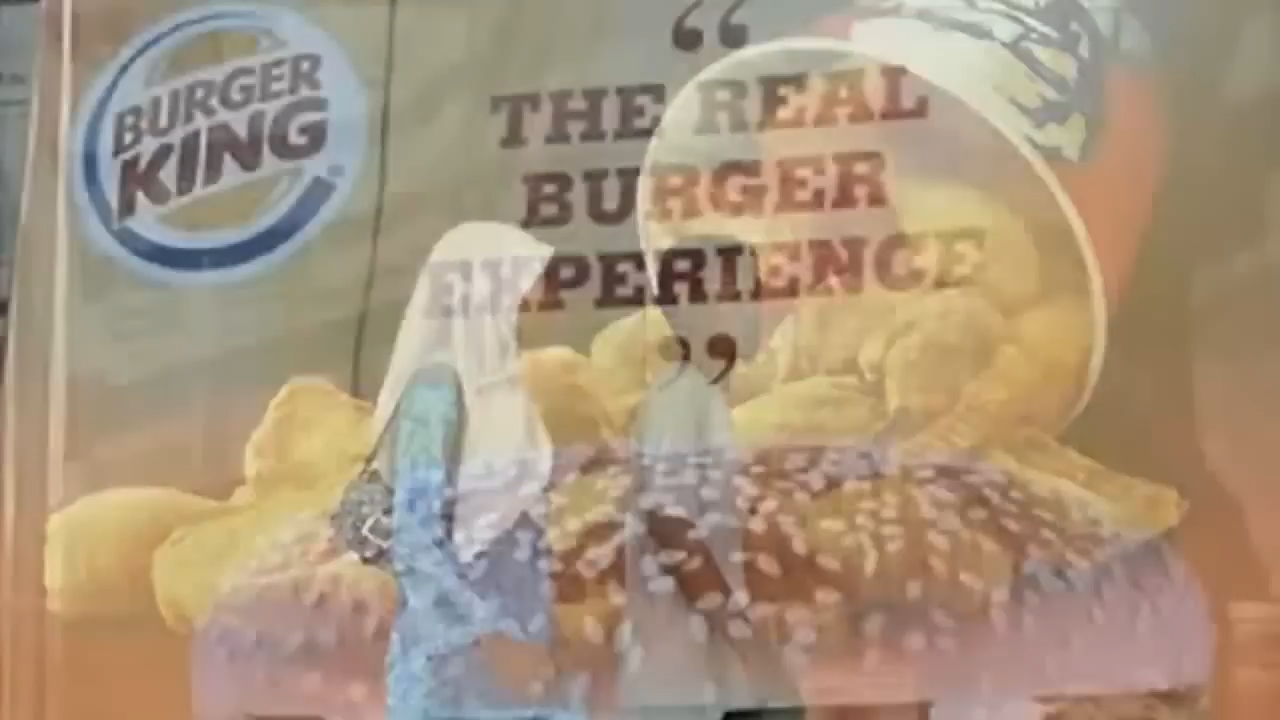 BURGER
KING
“
THE REAL
BURGER
EXPERIENCE
”